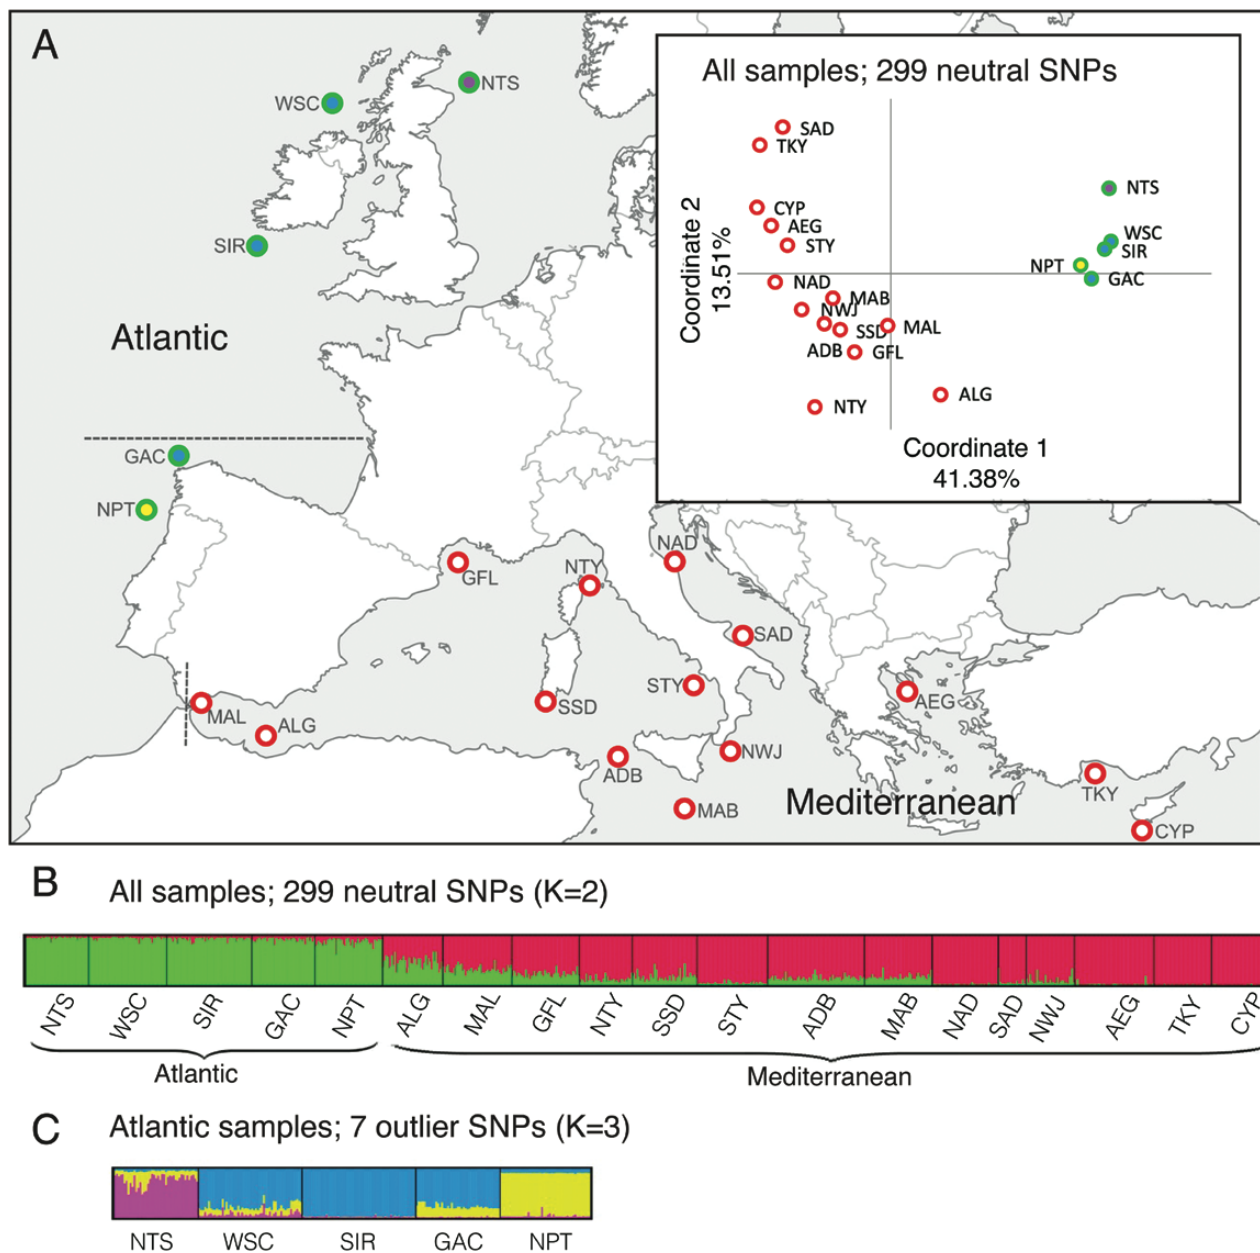 A
All samples; 299 neutral SNPs
SAD
TKY
CYP
AEG
STY
NAD
MAB
NWJ
SSD
MAL
ADB
GFL
NTY
ALG
NTS
WSC
SIR
NPT
GAC
Coordinate 2
13.51%
Coordinate 1
41.38%
NTS
WSC
SIR
Atlantic
GAC
NPT
GFL
NTY
NAD
SAD
STY
SSD
AEG
MAL
ALG
NWJ
ADB
MAB
Mediterranean
TKY
CYP
B
All samples; 299 neutral SNPs (K=2)
NTS WSC SIR GAC NPT ALG MAL GFL NTY SSD STY ADB MAB NAD SAD NWJ AEG TKY CYP
Atlantic
Mediterranean
C
Atlantic samples; 7 outlier SNPs (K=3)
NTS WSC SIR GAC NPT